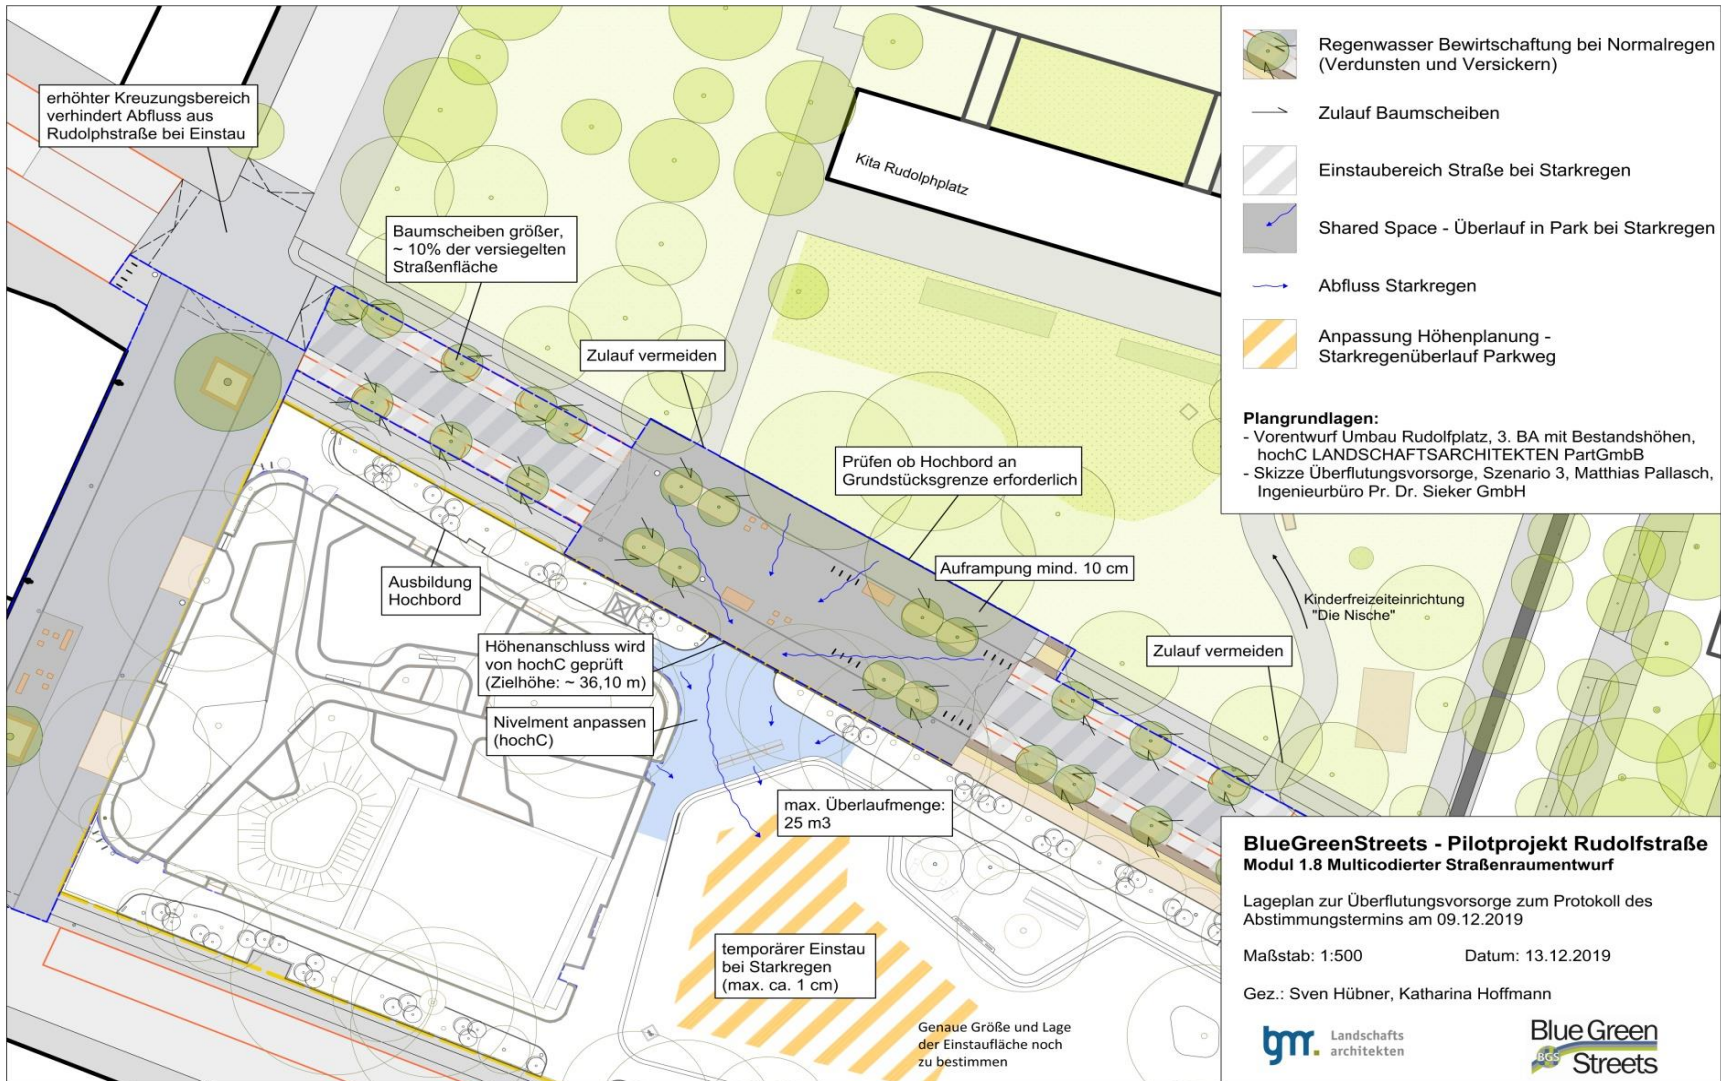 erhöhter Kreuzungsbereich
verhindert Abfluss aus
Rudolphstraße bei Einstau
Baumscheiben größer,
~ 10% der versiegelten
Straßenfläche
Zulauf vermeiden
Kita Rudolphplatz
Prüfen ob Hochbord an
Grundstücksgrenze erforderlich
Auframpung mind. 10 cm
Ausbildung
Hochbord
Höhenanschluss wird
von hochC geprüft
(Zielhöhe: ~ 36,10 m)
Nivelment anpassen
(hochC)
Kinderfreizeiteinrichtung
"Die Nische"
Zulauf vermeiden
max. Überlaufmenge:
25 m3
temporärer Einstau
bei Starkregen
(max. ca. 1 cm)
Genaue Größe und Lage
der Einstaufläche noch
zu bestimmen
Regenwasser Bewirtschaftung bei Normalregen
(Verdunsten und Versickern)
Zulauf Baumscheiben
Einstaubereich Straße bei Starkregen
Shared Space - Überlauf in Park bei Starkregen
Abfluss Starkregen
Anpassung Höhenplanung -
Starkregenüberlauf Parkweg
Plangrundlagen:
- Vorentwurf Umbau Rudolfplatz, 3. BA mit Bestandshöhen,
hochC LANDSCHAFTSARCHITEKTEN PartGmbB
- Skizze Überflutungsvorsorge, Szenario 3, Matthias Pallasch,
Ingenieurbüro Pr. Dr. Sieker GmbH
BlueGreenStreets - Pilotprojekt Rudolfstraße
Modul 1.8 Multicodierter Straßenraumentwurf
Lageplan zur Überflutungsvorsorge zum Protokoll des
Abstimmungstermins am 09.12.2019
Maßstab: 1:500 Datum: 13.12.2019
Gez.: Sven Hübner, Katharina Hoffmann
bgmr. Landschafts
architekten
Blue Green
BGS Streets